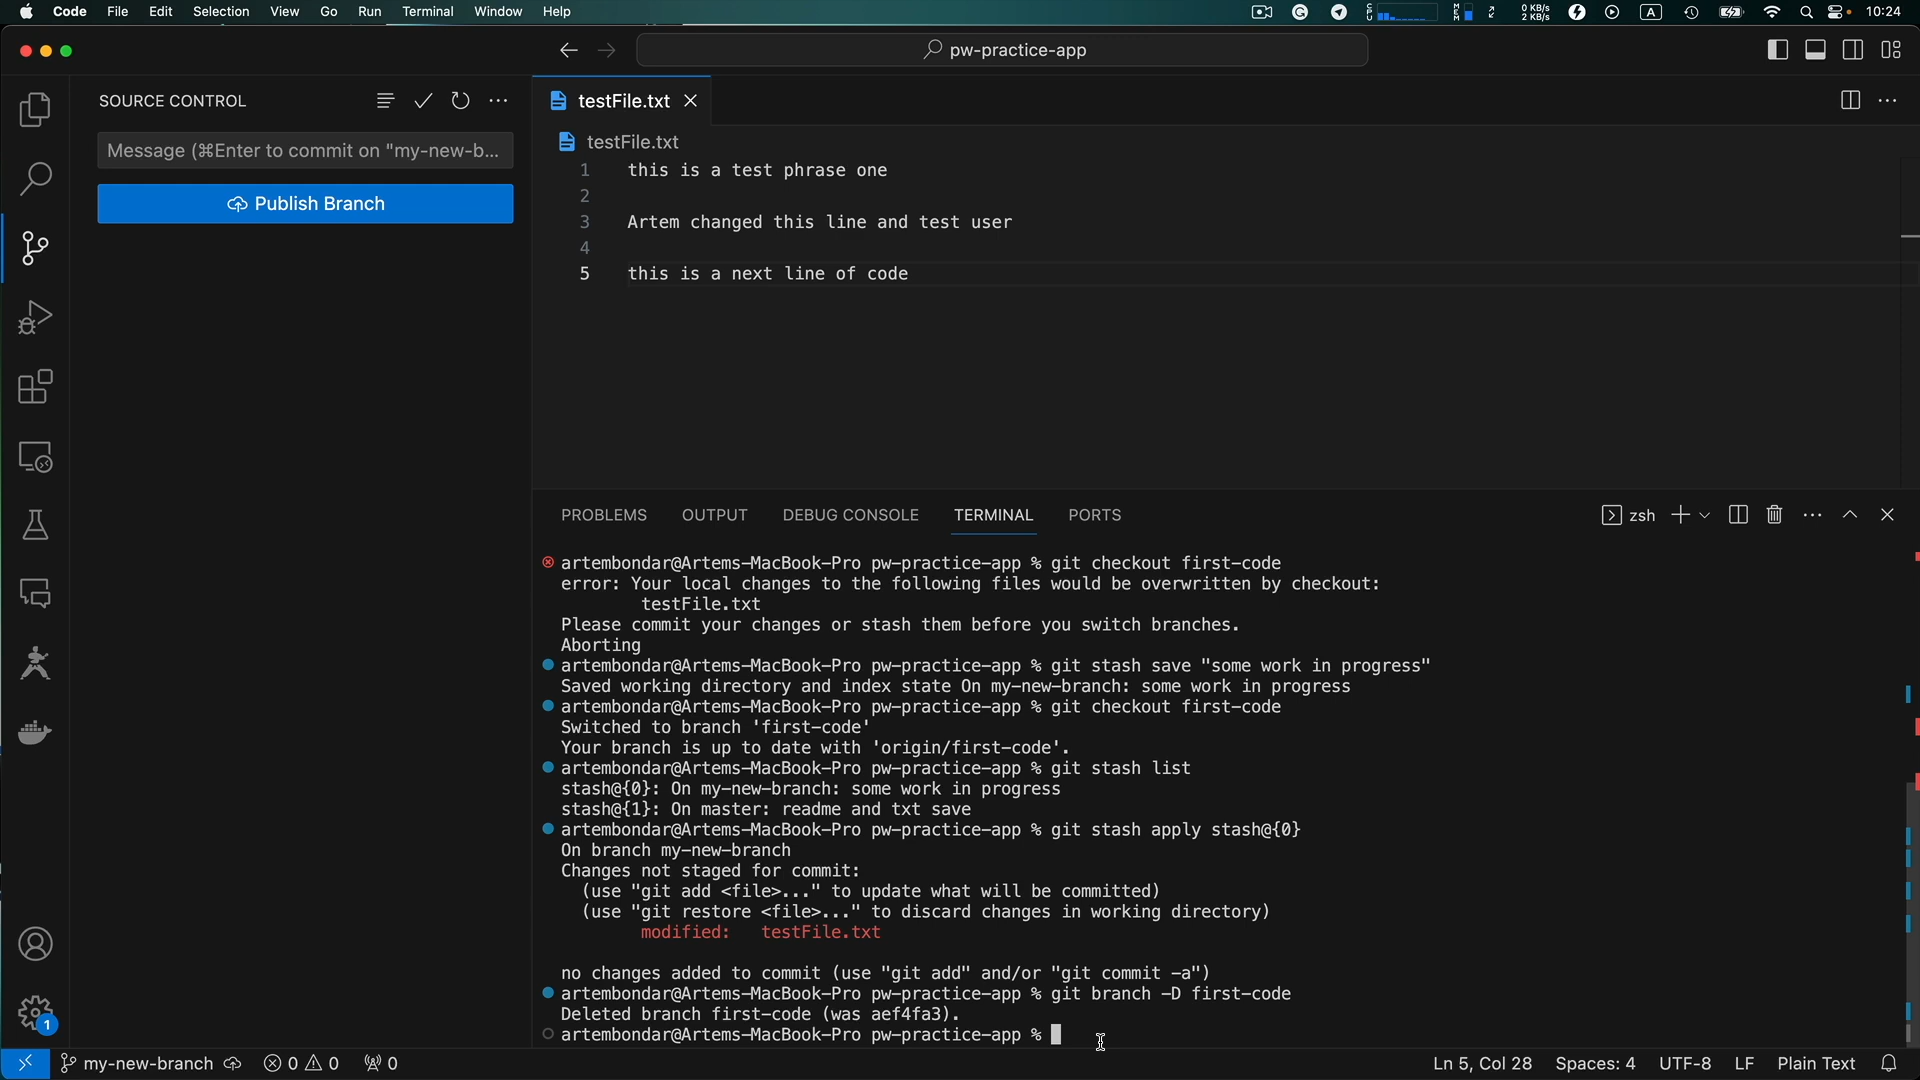 Code File Edit Selection View Go Run Terminal Window Help
CPU
MEM
0 KB/s
2 KB/s
A
10:24
pw-practice-app
SOURCE CONTROL
Message (⌘Enter to commit on "my-new-b...
Publish Branch
testFile.txt
testFile.txt
1 this is a test phrase one
2
3 Artem changed this line and test user
4
5 this is a next line of code
PROBLEMS OUTPUT DEBUG CONSOLE TERMINAL PORTS
zsh
artembondar@Artems-MacBook-Pro pw-practice-app % git checkout first-code
error: Your local changes to the following files would be overwritten by checkout:
testFile.txt
Please commit your changes or stash them before you switch branches.
Aborting
artembondar@Artems-MacBook-Pro pw-practice-app % git stash save "some work in progress"
Saved working directory and index state On my-new-branch: some work in progress
artembondar@Artems-MacBook-Pro pw-practice-app % git checkout first-code
Switched to branch 'first-code'
Your branch is up to date with 'origin/first-code'.
artembondar@Artems-MacBook-Pro pw-practice-app % git stash list
stash@{0}: On my-new-branch: some work in progress
stash@{1}: On master: readme and txt save
artembondar@Artems-MacBook-Pro pw-practice-app % git stash apply stash@{0}
On branch my-new-branch
Changes not staged for commit:
(use "git add <file>..." to update what will be committed)
(use "git restore <file>..." to discard changes in working directory)
modified: testFile.txt
no changes added to commit (use "git add" and/or "git commit -a")
artembondar@Artems-MacBook-Pro pw-practice-app % git branch -D first-code
Deleted branch first-code (was aef4fa3).
artembondar@Artems-MacBook-Pro pw-practice-app %
1
my-new-branch 0 0 0 Ln 5, Col 28 Spaces: 4 UTF-8 LF Plain Text